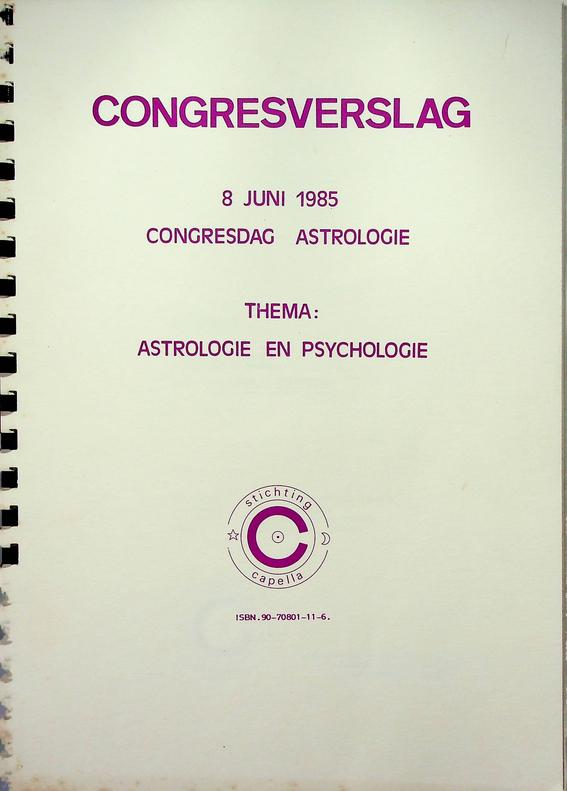 CONGRESVERSLAG
8 JUNI 1985
CONGRESDAG ASTROLOGIE
THEMA:
ASTROLOGIE EN PSYCHOLOGIE
stichting
capella
ISBN.90-70801-11-6.